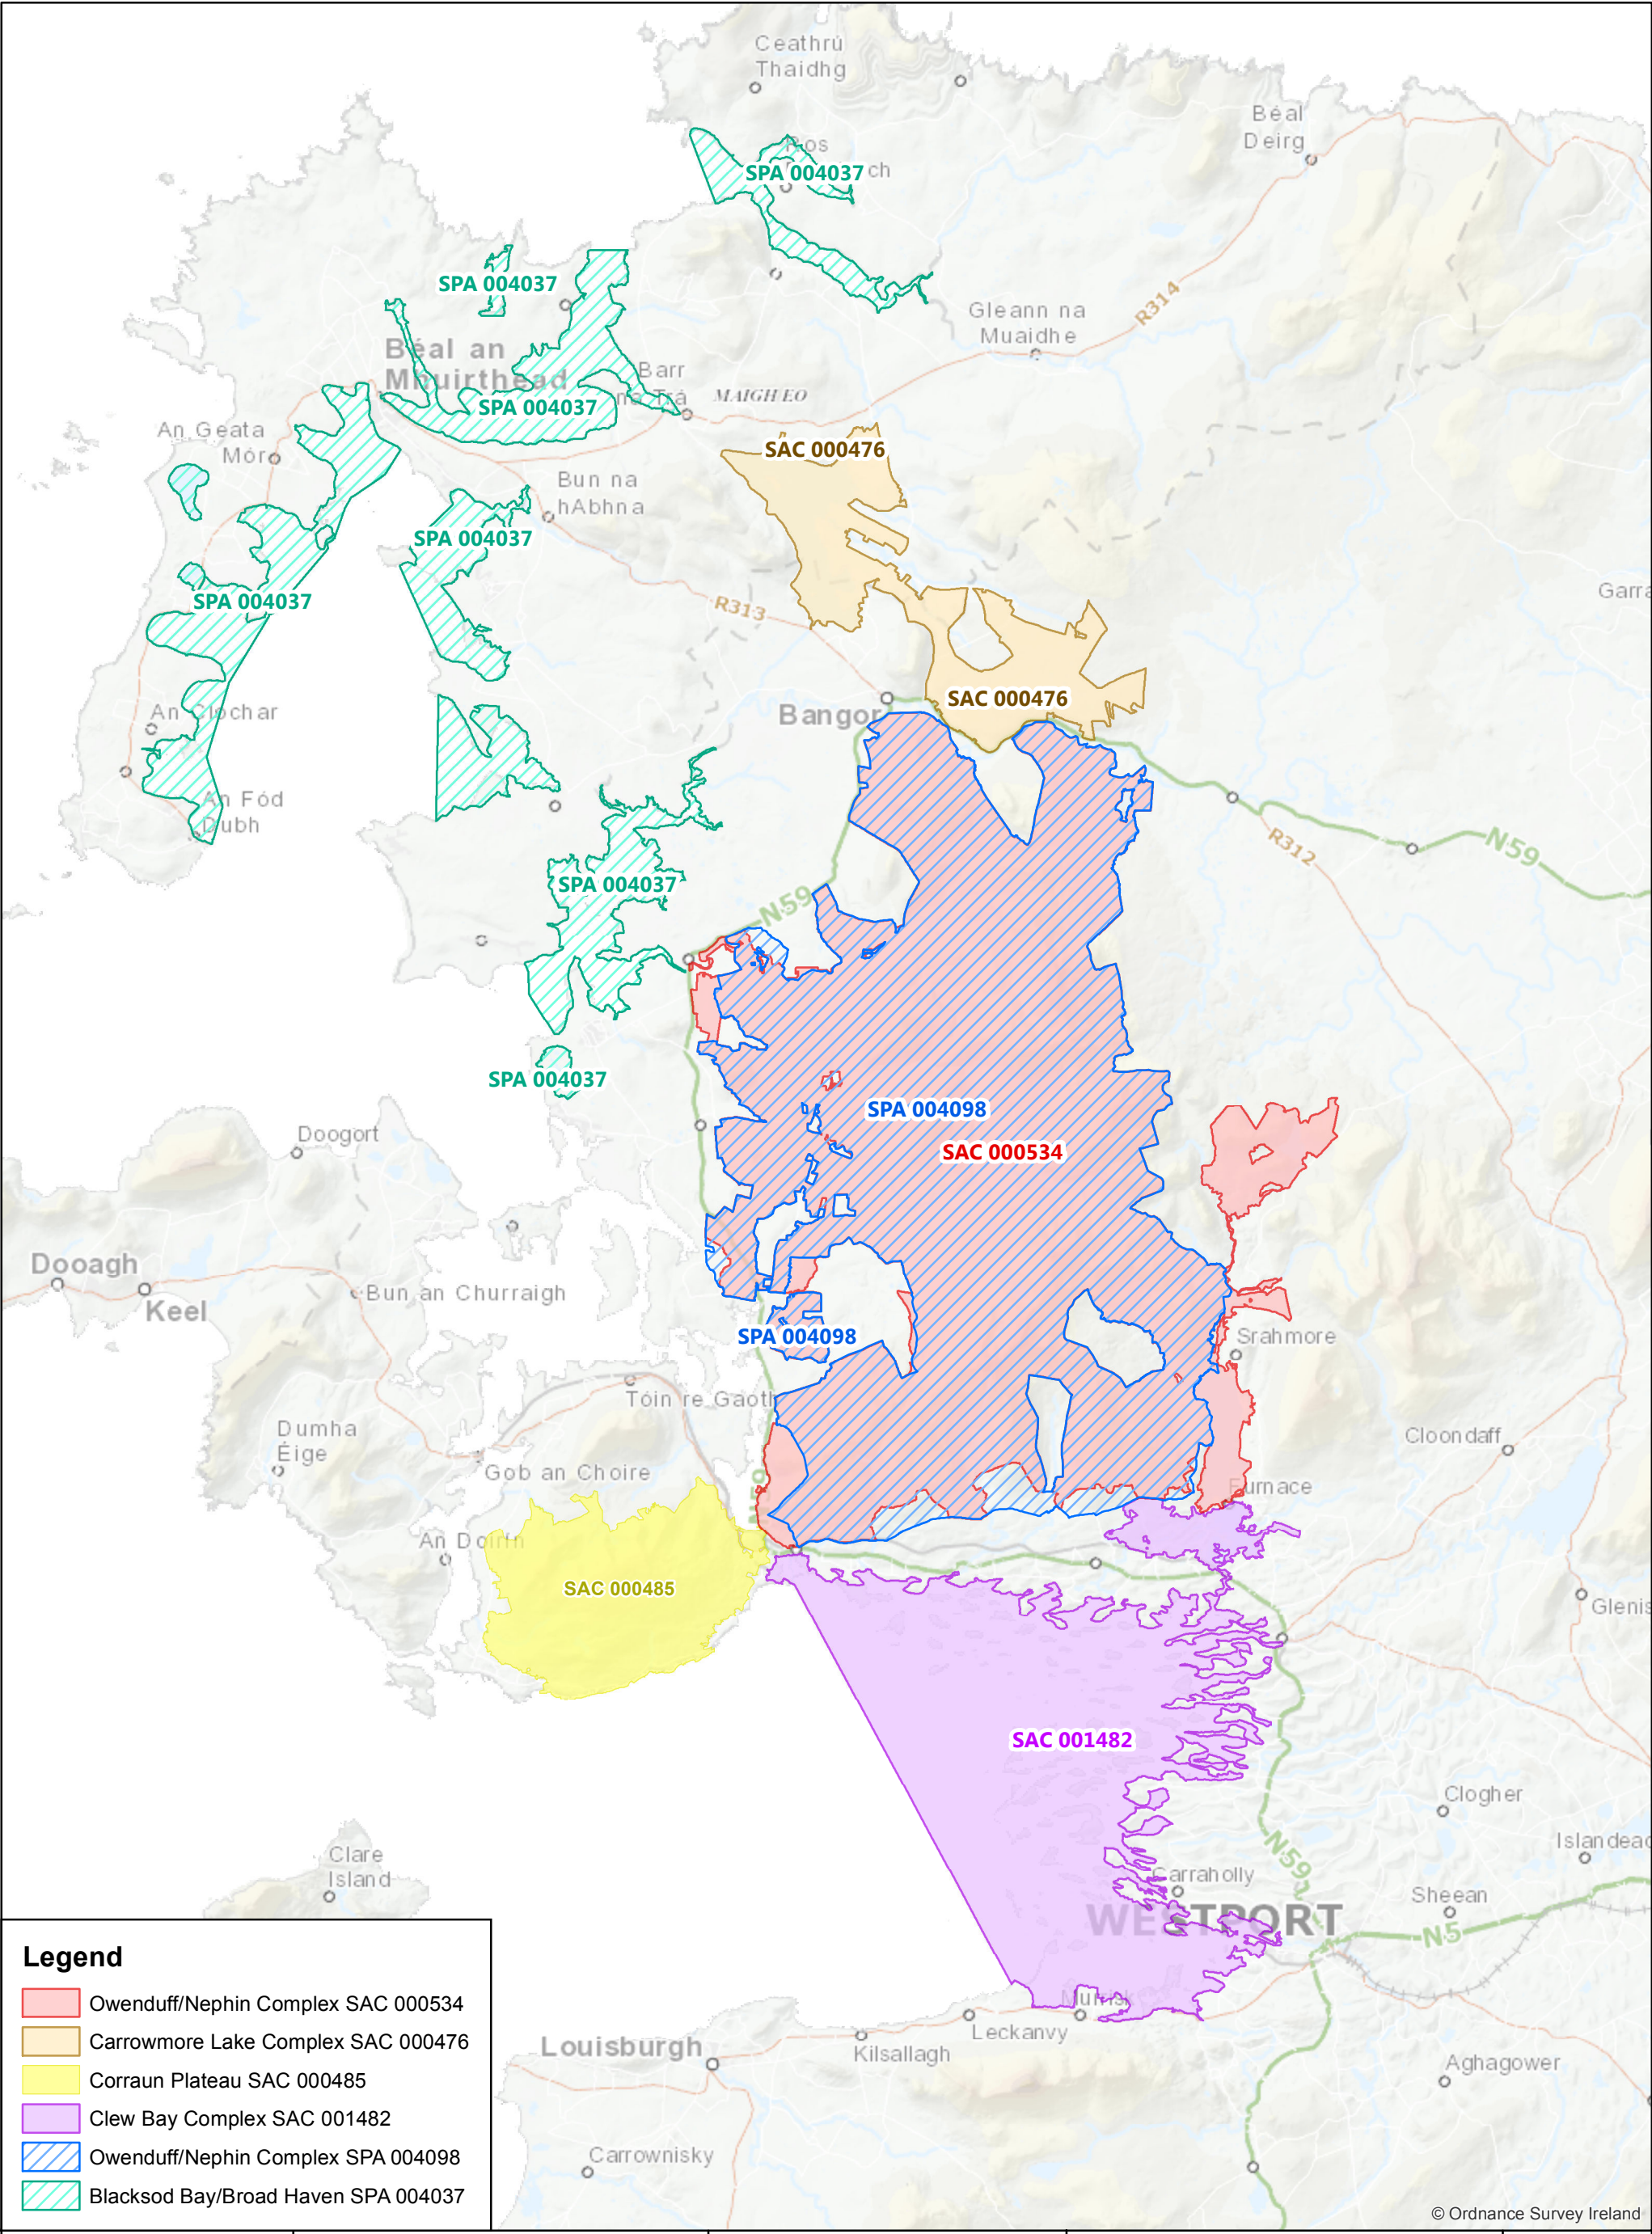 Ceathrú
Thaidhg
Béal
Deirg
Ros
ch
SPA 004037
SPA 004037
Gleann na
Muaidhe
R314
Béal an
Mhuirthead
Barr
na Trá
MAIGH EO
SPA 004037
An Geata
Mór
SAC 000476
Bun na
hAbhna
SPA 004037
SPA 004037
R313
Garra
SAC 000476
An Clochar
Bangor
An Fód
Dubh
R312
N59
SPA 004037
N59
SPA 004037
SPA 004098
Doogort
SAC 000534
Dooagh
Keel
Bun an Churraigh
SPA 004098
Srahmore
Tóin re Gaoth
Dumha
Éige
Cloondaff
Gob an Choire
Furnace
An Doirín
SAC 000485
Glenis
SAC 001482
Clogher
Islandead
Clare
Island
N59
Carraholly
Sheean
WESTPORT
N5
Murrisk
Leckanvy
Louisburgh
Kilsallagh
Aghagower
Carrownisky
Legend
Owenduff/Nephin Complex SAC 000534
Carrowmore Lake Complex SAC 000476
Corraun Plateau SAC 000485
Clew Bay Complex SAC 001482
Owenduff/Nephin Complex SPA 004098
Blacksod Bay/Broad Haven SPA 004037
© Ordnance Survey Ireland